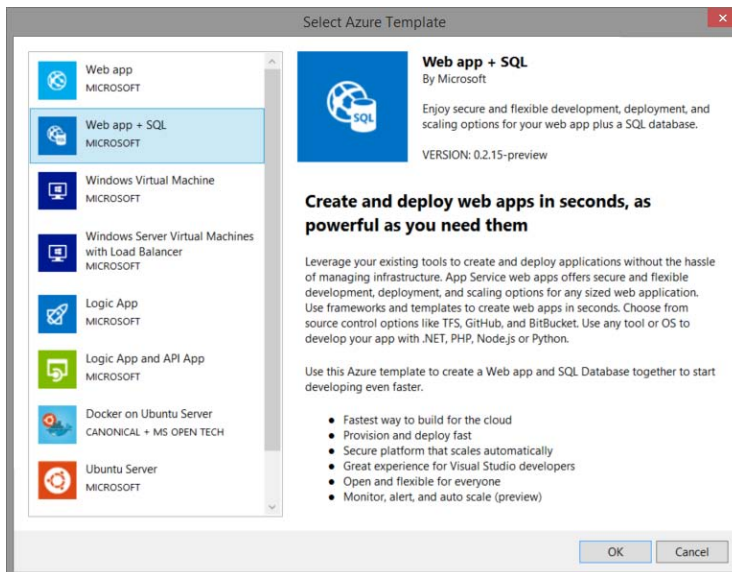 Select Azure Template
Web app
MICROSOFT
Web app + SQL
MICROSOFT
Windows Virtual Machine
MICROSOFT
Windows Server Virtual Machines
with Load Balancer
MICROSOFT
Logic App
MICROSOFT
Logic App and API App
MICROSOFT
Docker on Ubuntu Server
CANONICAL + MS OPEN TECH
Ubuntu Server
MICROSOFT
SQL
Web app + SQL
By Microsoft
Enjoy secure and flexible development, deployment, and
scaling options for your web app plus a SQL database.
VERSION: 0.2.15-preview
Create and deploy web apps in seconds, as
powerful as you need them
Leverage your existing tools to create and deploy applications without the hassle
of managing infrastructure. App Service web apps offers secure and flexible
development, deployment, and scaling options for any sized web application.
Use frameworks and templates to create web apps in seconds. Choose from
source control options like TFS, GitHub, and BitBucket. Use any tool or OS to
develop your app with .NET, PHP, Node.js or Python.
Use this Azure template to create a Web app and SQL Database together to start
developing even faster.
• Fastest way to build for the cloud
• Provision and deploy fast
• Secure platform that scales automatically
• Great experience for Visual Studio developers
• Open and flexible for everyone
• Monitor, alert, and auto scale (preview)
OK
Cancel